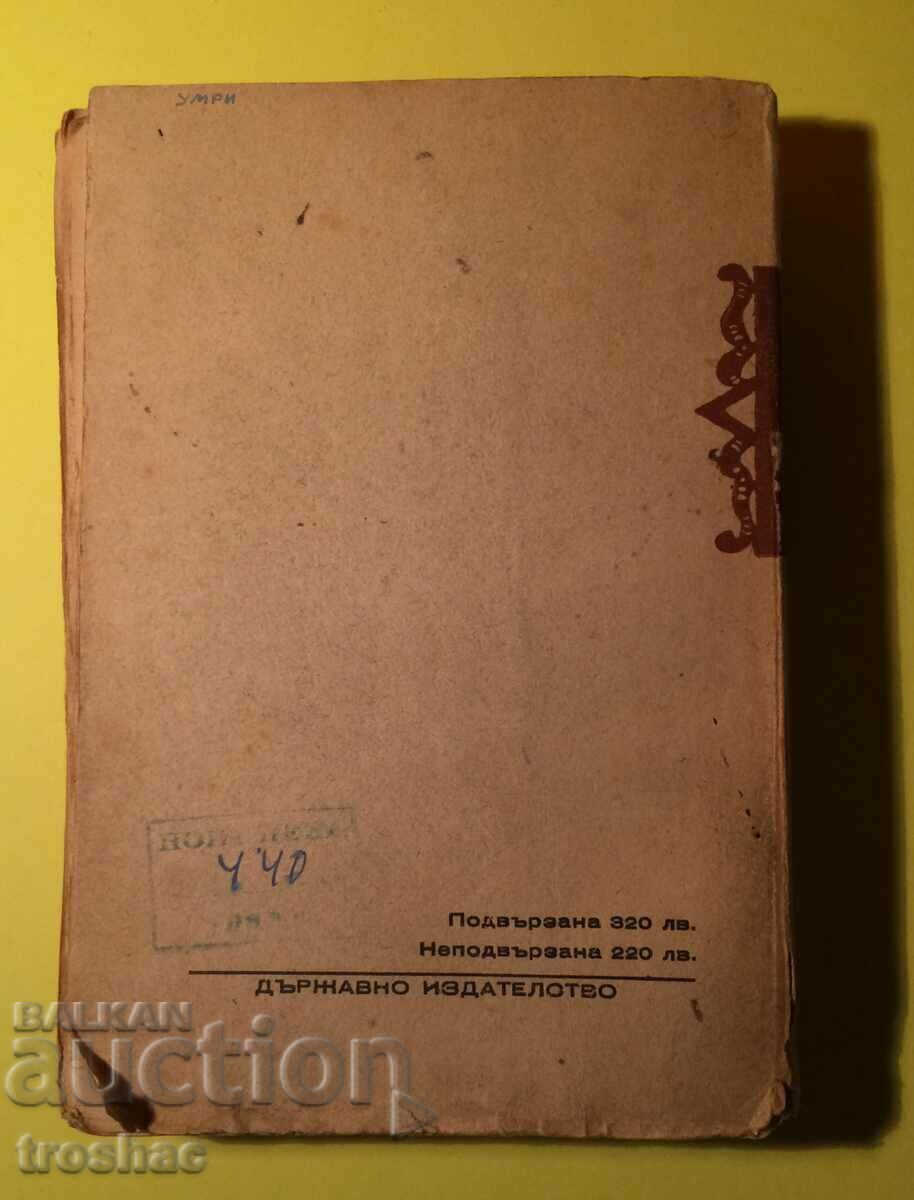 УМРИ
4.40
Подвързана 320 лв.
Неподвързана 220 лв.
ДЪРЖАВНО ИЗДАТЕЛСТВО
BALKAN
auction
troshac